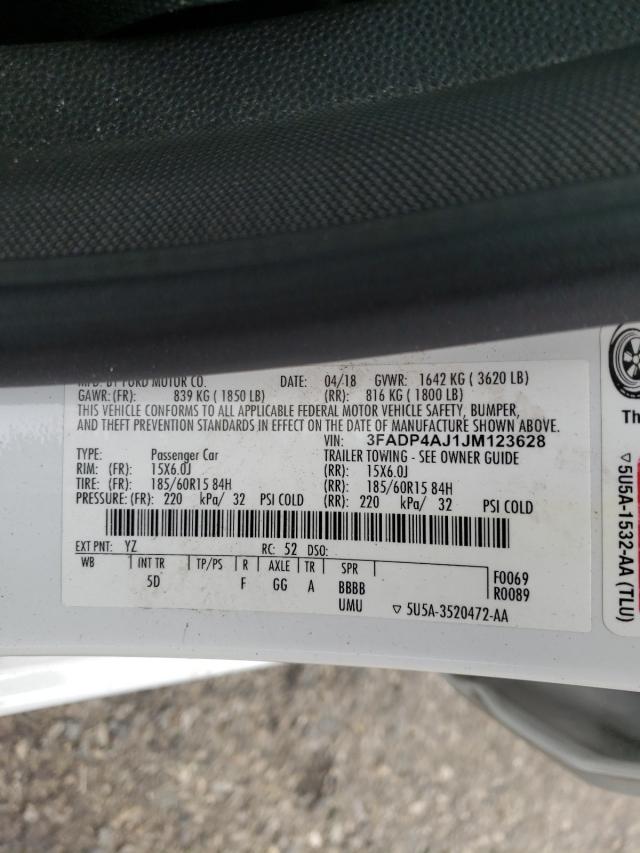 MFD. BY FORD MOTOR CO. DATE: 04/18 GVWR: 1642 KG ( 3620 LB)
GAWR: (FR): 839 KG ( 1850 LB) (RR): 816 KG ( 1800 LB)
THIS VEHICLE CONFORMS TO ALL APPLICABLE FEDERAL MOTOR VEHICLE SAFETY, BUMPER,
AND THEFT PREVENTION STANDARDS IN EFFECT ON THE DATE OF MANUFACTURE SHOWN ABOVE.
VIN: 3FADP4AJ1JM123628
TYPE: Passenger Car TRAILER TOWING - SEE OWNER GUIDE
RIM: (FR) 15X6.0J (RR): 15X6.0J
TIRE: (FR) 185/60R15 84H (RR): 185/60R15 84H
PRESSURE: (FR): 220 kPa/ 32 PSI COLD (RR): 220 kPa/ 32 PSI COLD
EXT PNT: YZ RC: 52 DSO:
WB INT TR TP/PS R AXLE TR SPR
5D F GG A BBBB F0069
R0089
UMU ▽ 5U5A-3520472-AA
Th
▽ 5U5A-1532-AA (TLU)